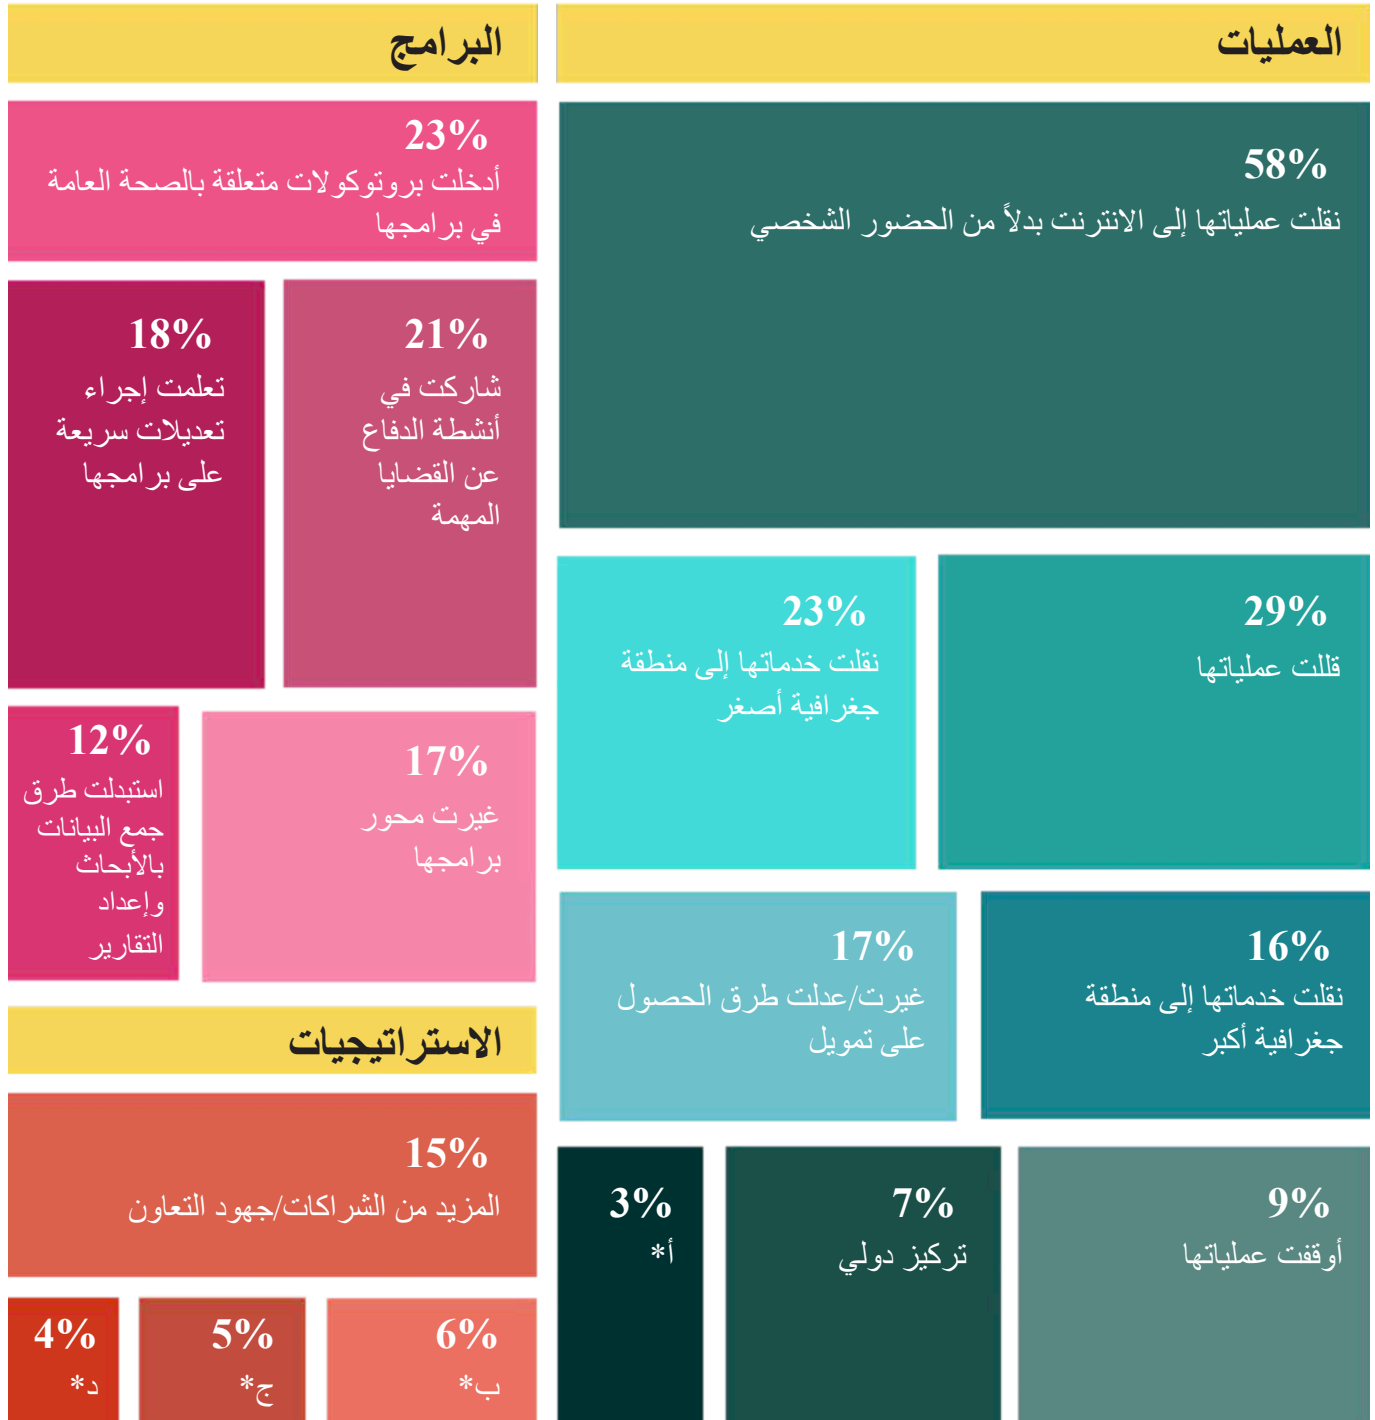 العمليات
58%
نقلت عملياتها إلى الانترنت بدلاً من الحضور الشخصي
29%
قللت عملياتها
23%
نقلت خدماتها إلى منطقة
جغرافية أصغر
16%
نقلت خدماتها إلى منطقة
جغرافية أكبر
17%
غيرت/عدلت طرق الحصول
على تمويل
9%
أوقفت عملياتها
7%
تركيز دولي
3%
أ*
البرامج
23%
أدخلت بروتوكولات متعلقة بالصحة العامة
في برامجها
21%
شاركت في
أنشطة الدفاع
عن القضايا
المهمة
18%
تعلمت إجراء
تعديلات سريعة
على برامجها
17%
غيرت محور
برامجها
12%
استبدلت طرق
جمع البيانات
بالأبحاث
وإعداد
التقارير
الاستراتيجيات
15%
المزيد من الشراكات/جهود التعاون
6%
ب*
5%
ج*
4%
د*